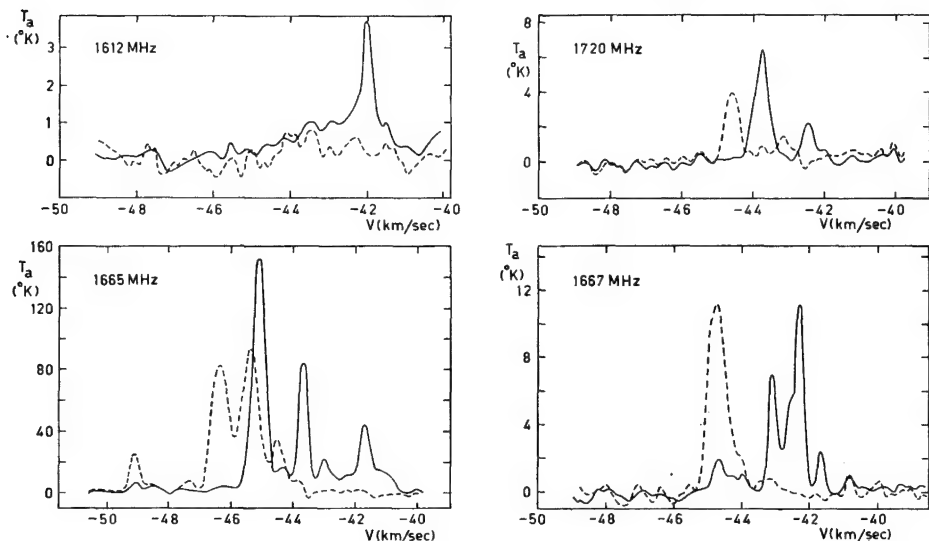 Ta
(°K)
1612 MHz
3
2
1
0
-50 -48 -46 -44 -42 -40
V(km/sec)
8
Ta
(°K)
1720 MHz
4
0
-50 -48 -46 -44 -42 -40
V(km/sec)
160
Ta
(°K)
1665 MHz
120
80
40
0
-50 -48 -46 -44 -42 -40
V(km/sec)
Ta
(°K)
1667 MHz
12
8
4
0
-50 -48 -46 -44 -42 -40
V(km/sec)